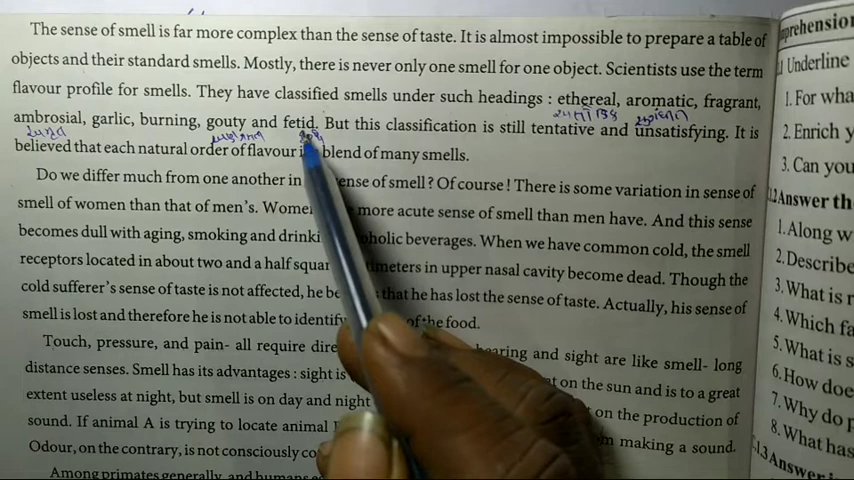 The sense of smell is far more complex than the sense of taste. It is almost impossible to prepare a table of
objects and their standard smells. Mostly, there is never only one smell for one object. Scientists use the term
flavour profile for smells. They have classified smells under such headings : ethereal, aromatic, fragrant,
ambrosial, garlic, burning, gouty and fetid. But this classification is still tentative and unsatisfying. It is
believed that each natural order of flavour blend of many smells.
Do we differ much from one another in sense of smell? Of course! There is some variation in sense of
smell of women than that of men's. Women more acute sense of smell than men have. And this sense
becomes dull with aging, smoking and drinki oholic beverages. When we have common cold, the smell
receptors located in about two and a half squar timeters in upper nasal cavity become dead. Though the
cold sufferer's sense of taste is not affected, he be that he has lost the sense of taste. Actually, his sense of
smell is lost and therefore he is not able to identify of the food.
Touch, pressure, and pain- all require dire hearing and sight are like smell- long
distance senses. Smell has its advantages : sight is t on the sun and is to a great
extent useless at night, but smell is on day and night on the production of
sound. If animal A is trying to locate animal making a sound.
Odour, on the contrary, is not consciously co
Among primates generally, and humans
mprehension
Underline
1. For wha
2. Enrich y
3. Can you
Answer th
1. Along w
2. Describe
3. What is r
4. Which fa
5. What is s
6. How doe
7. Why do p
8. What has
1.3 Answer in